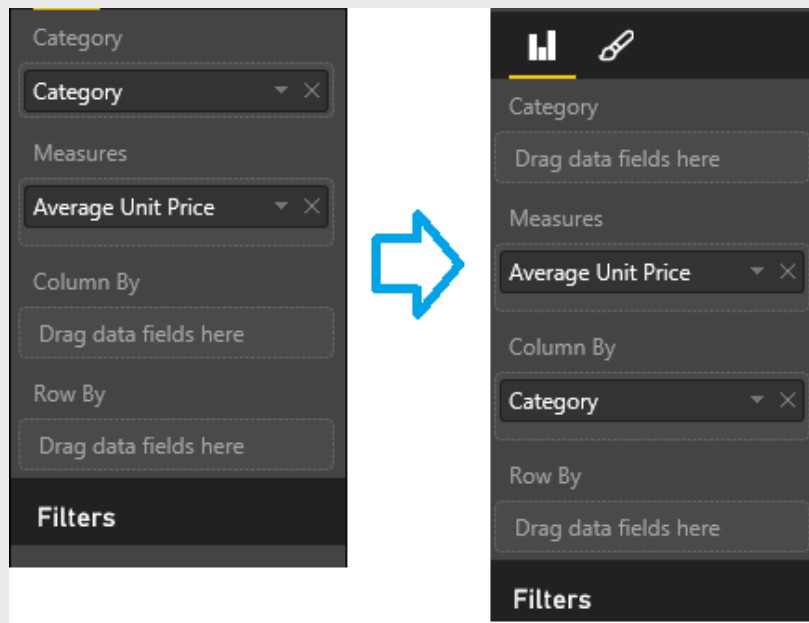 Category
Category
Measures
Average Unit Price
Column By
Drag data fields here
Row By
Drag data fields here
Filters
Category
Drag data fields here
Measures
Average Unit Price
Column By
Category
Row By
Drag data fields here
Filters